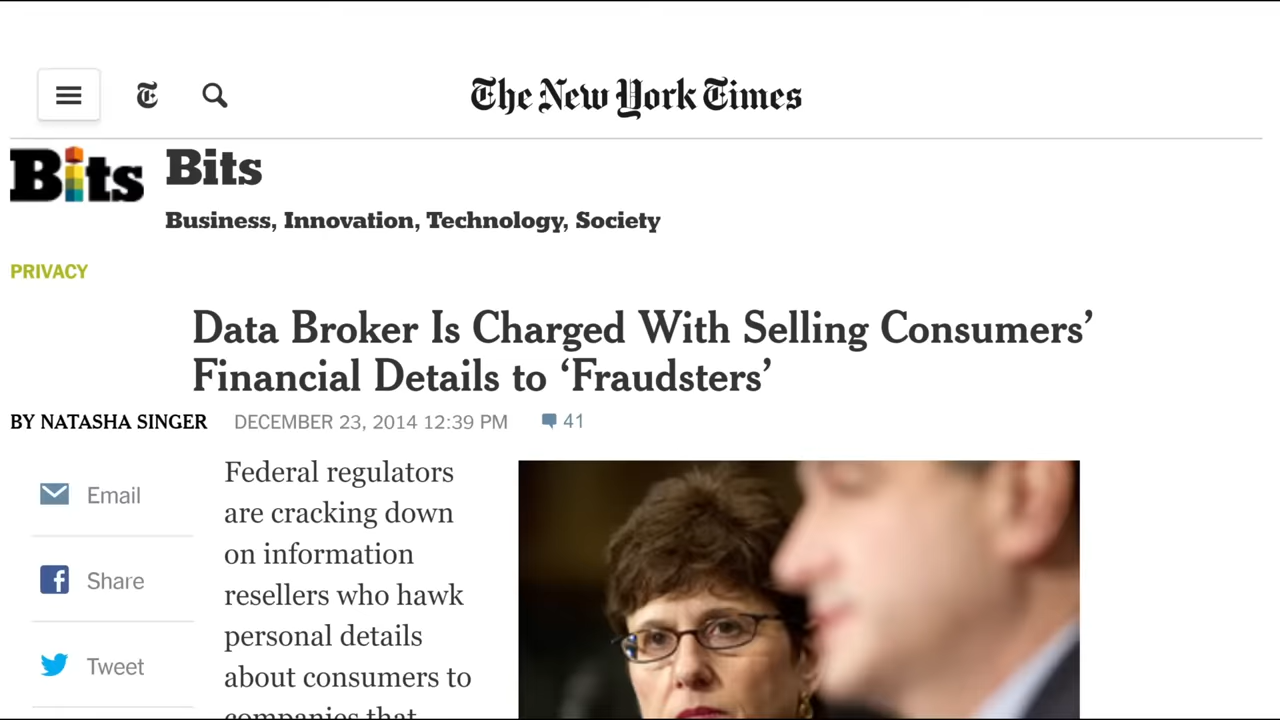 The New York Times
Bits
Bits
Business, Innovation, Technology, Society
PRIVACY
Data Broker Is Charged With Selling Consumers’
Financial Details to ‘Fraudsters’
BY NATASHA SINGER DECEMBER 23, 2014 12:39 PM 41
Email
Share
Tweet
Federal regulators
are cracking down
on information
resellers who hawk
personal details
about consumers to
companies that